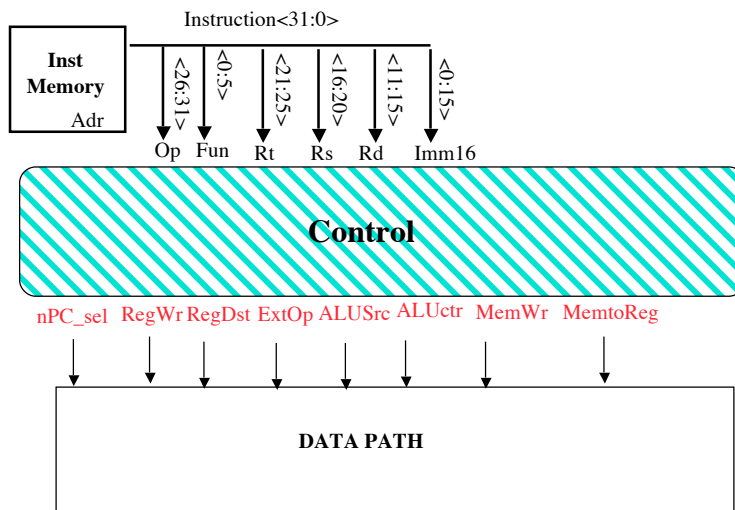 Instruction<31:0>
Inst
Memory
Adr
<26:31>
<0:5>
<21:25>
<16:20>
<11:15>
<0:15>
Op Fun Rt Rs Rd Imm16
Control
nPC_sel RegWr RegDst ExtOp ALUSrc ALUctr MemWr MemtoReg
DATA PATH